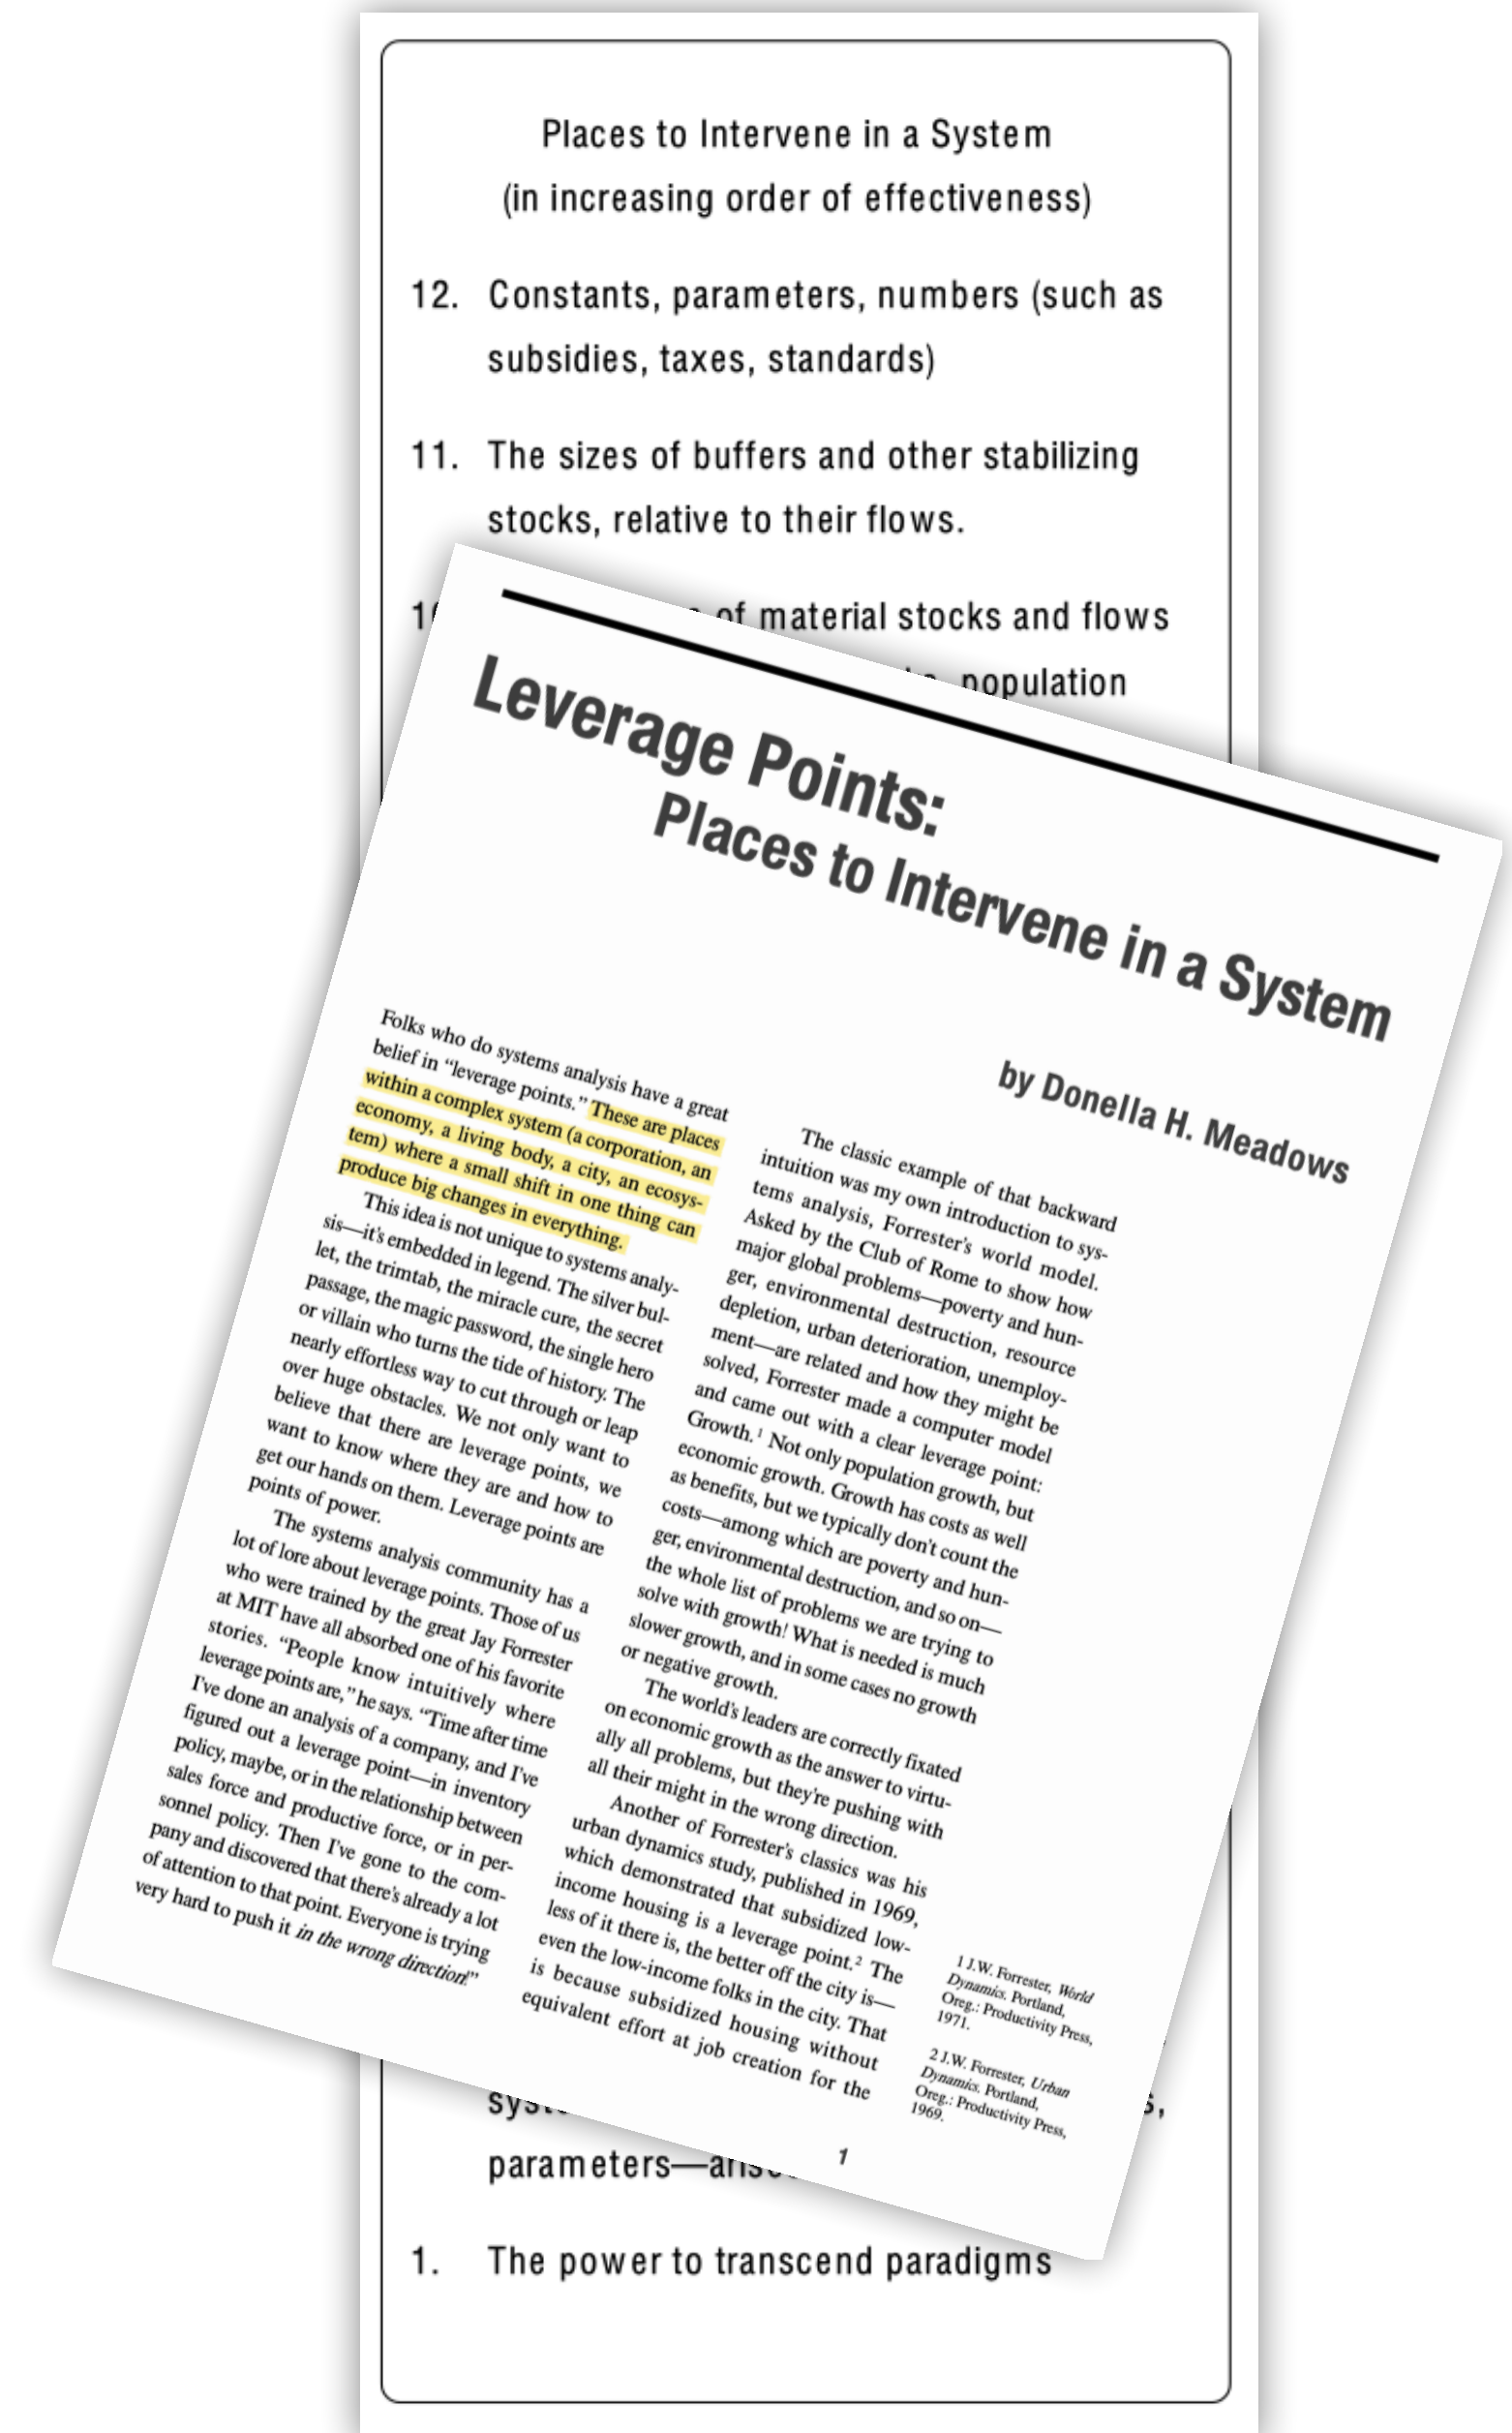 Places to Intervene in a System
(in increasing order of effectiveness)
12. Constants, parameters, numbers (such as
subsidies, taxes, standards)
11. The sizes of buffers and other stabilizing
stocks, relative to their flows.
of material stocks and flows
population
Leverage Points:
Places to Intervene in a System
by Donella H. Meadows
Folks who do systems analysis have a great
belief in “leverage points.” These are places
within a complex system (a corporation, an
economy, a living body, a city, an ecosys-
tem) where a small shift in one thing can
produce big changes in everything.
This idea is not unique to systems analy-
sis—it’s embedded in legend. The silver bul-
let, the trimtab, the miracle cure, the secret
passage, the magic password, the single hero
or villain who turns the tide of history. The
nearly effortless way to cut through or leap
over huge obstacles. We not only want to
believe that there are leverage points, we
want to know where they are and how to
get our hands on them. Leverage points are
points of power.
The systems analysis community has a
lot of lore about leverage points. Those of us
who were trained by the great Jay Forrester
at MIT have all absorbed one of his favorite
stories. “People know intuitively where
leverage points are,” he says. “Time after time
I’ve done an analysis of a company, and I’ve
figured out a leverage point—in inventory
policy, maybe, or in the relationship between
sales force and productive force, or in per-
sonnel policy. Then I’ve gone to the com-
pany and discovered that there’s already a lot
of attention to that point. Everyone is trying
very hard to push it in the wrong direction!”
The classic example of that backward
intuition was my own introduction to sys-
tems analysis, Forrester’s world model.
Asked by the Club of Rome to show how
major global problems—poverty and hun-
ger, environmental destruction, resource
depletion, urban deterioration, unemploy-
ment—are related and how they might be
solved, Forrester made a computer model
and came out with a clear leverage point:
Growth.1 Not only population growth, but
economic growth. Growth has costs as well
as benefits, but we typically don’t count the
costs—among which are poverty and hun-
ger, environmental destruction, and so on—
the whole list of problems we are trying to
solve with growth! What is needed is much
slower growth, and in some cases no growth
or negative growth.
The world’s leaders are correctly fixated
on economic growth as the answer to virtu-
ally all problems, but they’re pushing with
all their might in the wrong direction.
Another of Forrester’s classics was his
urban dynamics study, published in 1969,
which demonstrated that subsidized low-
income housing is a leverage point.2 The
less of it there is, the better off the city is—
even the low-income folks in the city. That
is because subsidized housing without
equivalent effort at job creation for the
1 J.W. Forrester, World
Dynamics. Portland,
Oreg.: Productivity Press,
1971.
2 J.W. Forrester, Urban
Dynamics. Portland,
Oreg.: Productivity Press,
1969.
1
parameters—
1. The power to transcend paradigms